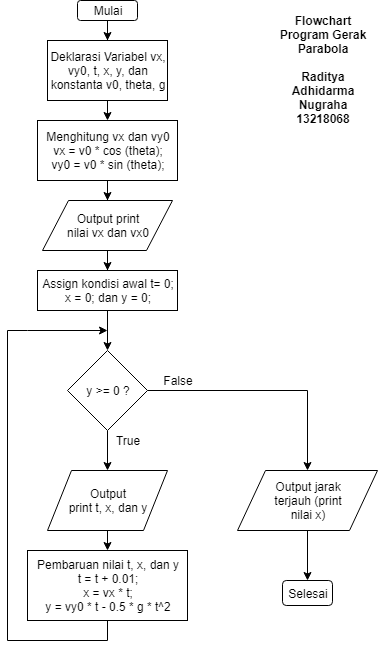 Mulai
Flowchart
Program Gerak
Parabola
Raditya
Adhidarma
Nugraha
13218068
Deklarasi Variabel vx,
vy0, t, x, y, dan
konstanta v0, theta, g
Menghitung vx dan vy0
vx = v0 * cos (theta);
vy0 = v0 * sin (theta);
Output print
nilai vx dan vx0
Assign kondisi awal t= 0;
x = 0; dan y = 0;
y >= 0 ?
False
True
Output
print t, x, dan y
Output jarak
terjauh (print
nilai x)
Pembaruan nilai t, x, dan y
t = t + 0.01;
x = vx * t;
y = vy0 * t - 0.5 * g * t^2
Selesai